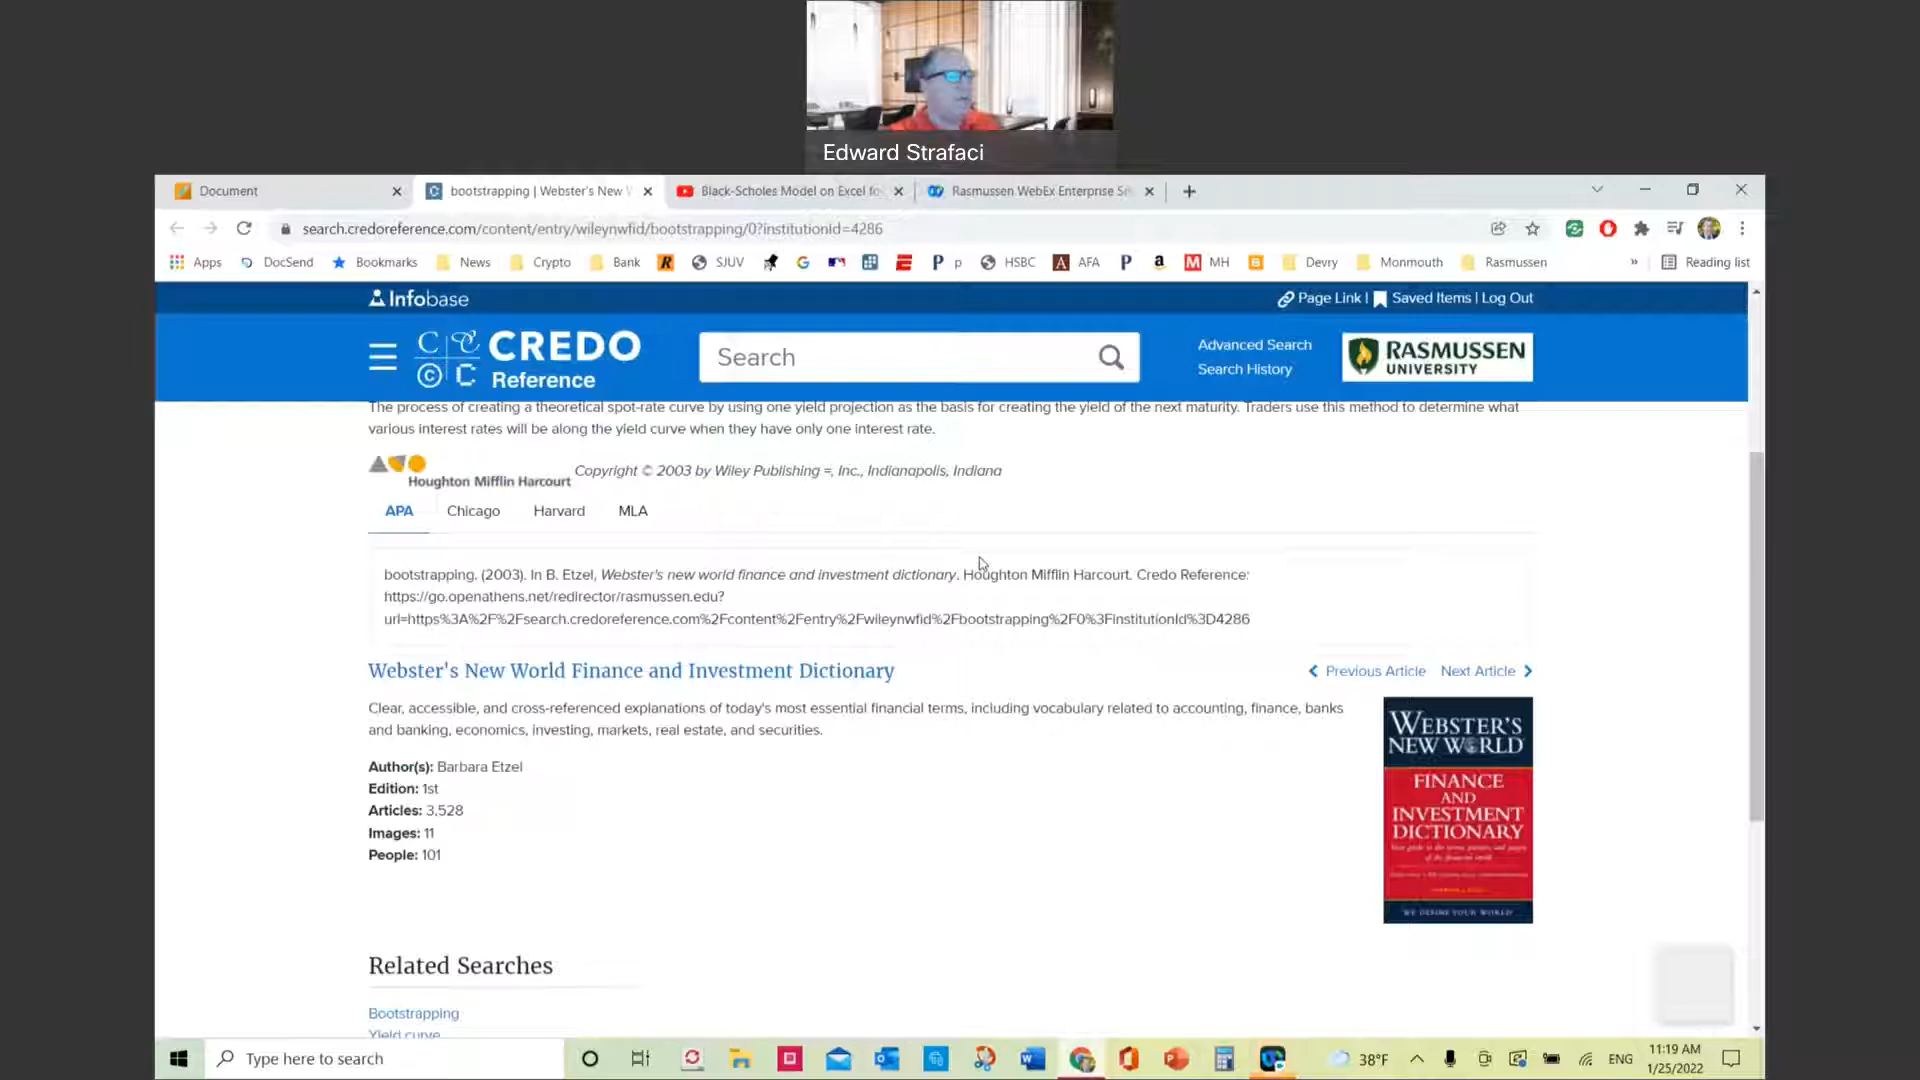 Edward Strafaci
Document
bootstrapping | Webster's New W
Black-Scholes Model on Excel fo
Rasmussen WebEx Enterprise Se
search.credoreference.com/content/entry/wileynwfid/bootstrapping/0?institutionId=4286
Apps DocSend Bookmarks News Crypto Bank SJUV p HSBC AFA MH Devry Monmouth Rasmussen » Reading list
Infobase
Page Link | Saved Items | Log Out
CREDO
Reference
Search
Advanced Search
Search History
RASMUSSEN
UNIVERSITY
The process of creating a theoretical spot-rate curve by using one yield projection as the basis for creating the yield of the next maturity. Traders use this method to determine what
various interest rates will be along the yield curve when they have only one interest rate.
Houghton Mifflin Harcourt
Copyright © 2003 by Wiley Publishing =, Inc., Indianapolis, Indiana
APA Chicago Harvard MLA
bootstrapping. (2003). In B. Etzel, Webster's new world finance and investment dictionary. Houghton Mifflin Harcourt. Credo Reference:
https://go.openathens.net/redirector/rasmussen.edu?
url=https%3A%2F%2Fsearch.credoreference.com%2Fcontent%2Fentry%2Fwileynwfid%2Fbootstrapping%2F0%3FinstitutionId%3D4286
Webster's New World Finance and Investment Dictionary
Previous Article Next Article
Clear, accessible, and cross-referenced explanations of today's most essential financial terms, including vocabulary related to accounting, finance, banks
and banking, economics, investing, markets, real estate, and securities.
Author(s): Barbara Etzel
Edition: 1st
Articles: 3,528
Images: 11
People: 101
WEBSTER'S
NEW WORLD
FINANCE
AND
INVESTMENT
DICTIONARY
WE DEFINE YOUR WORLD
Related Searches
Bootstrapping
Yield curve
Type here to search
38°F
ENG
11:19 AM
1/25/2022